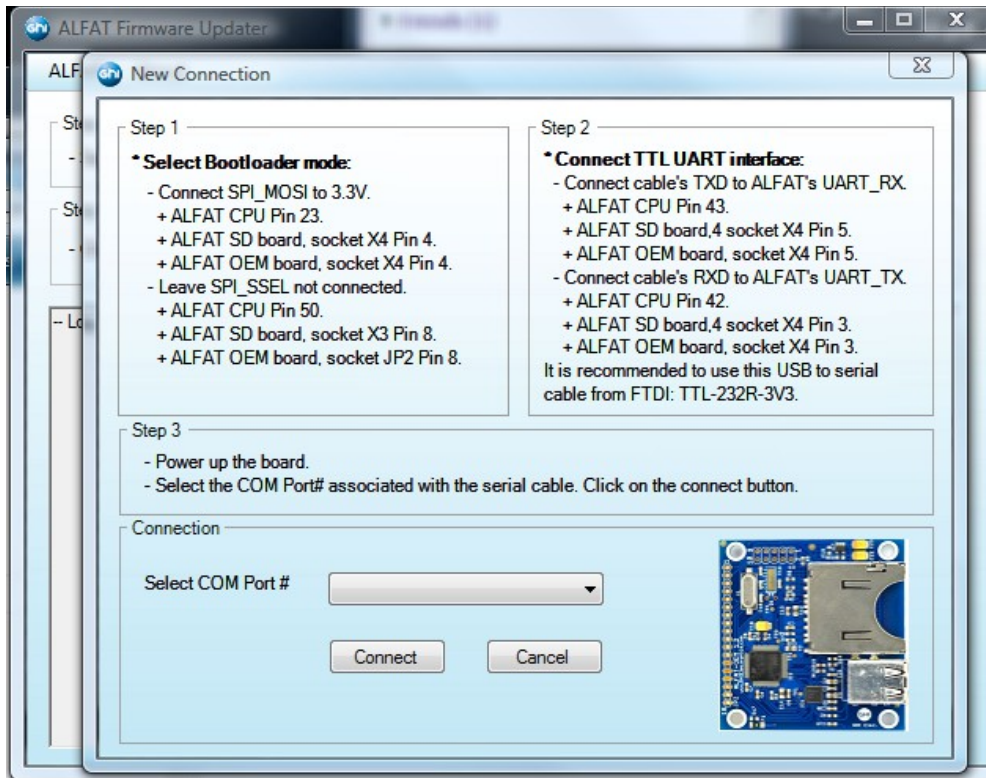 GHI ALFAT Firmware Updater
ALF
GHI New Connection
Step 1
*Select Bootloader mode:
- Connect SPI_MOSI to 3.3V.
+ ALFAT CPU Pin 23.
+ ALFAT SD board, socket X4 Pin 4.
+ ALFAT OEM board, socket X4 Pin 4.
- Leave SPI_SSEL not connected.
+ ALFAT CPU Pin 50.
+ ALFAT SD board, socket X3 Pin 8.
+ ALFAT OEM board, socket JP2 Pin 8.
Step 2
*Connect TTL UART interface:
- Connect cable's TXD to ALFAT's UART_RX.
+ ALFAT CPU Pin 43.
+ ALFAT SD board,4 socket X4 Pin 5.
+ ALFAT OEM board, socket X4 Pin 5.
- Connect cable's RXD to ALFAT's UART_TX.
+ ALFAT CPU Pin 42.
+ ALFAT SD board,4 socket X4 Pin 3.
+ ALFAT OEM board, socket X4 Pin 3.
It is recommended to use this USB to serial
cable from FTDI: TTL-232R-3V3.
Step 3
- Power up the board.
- Select the COM Port# associated with the serial cable. Click on the connect button.
Connection
Select COM Port #
Connect
Cancel